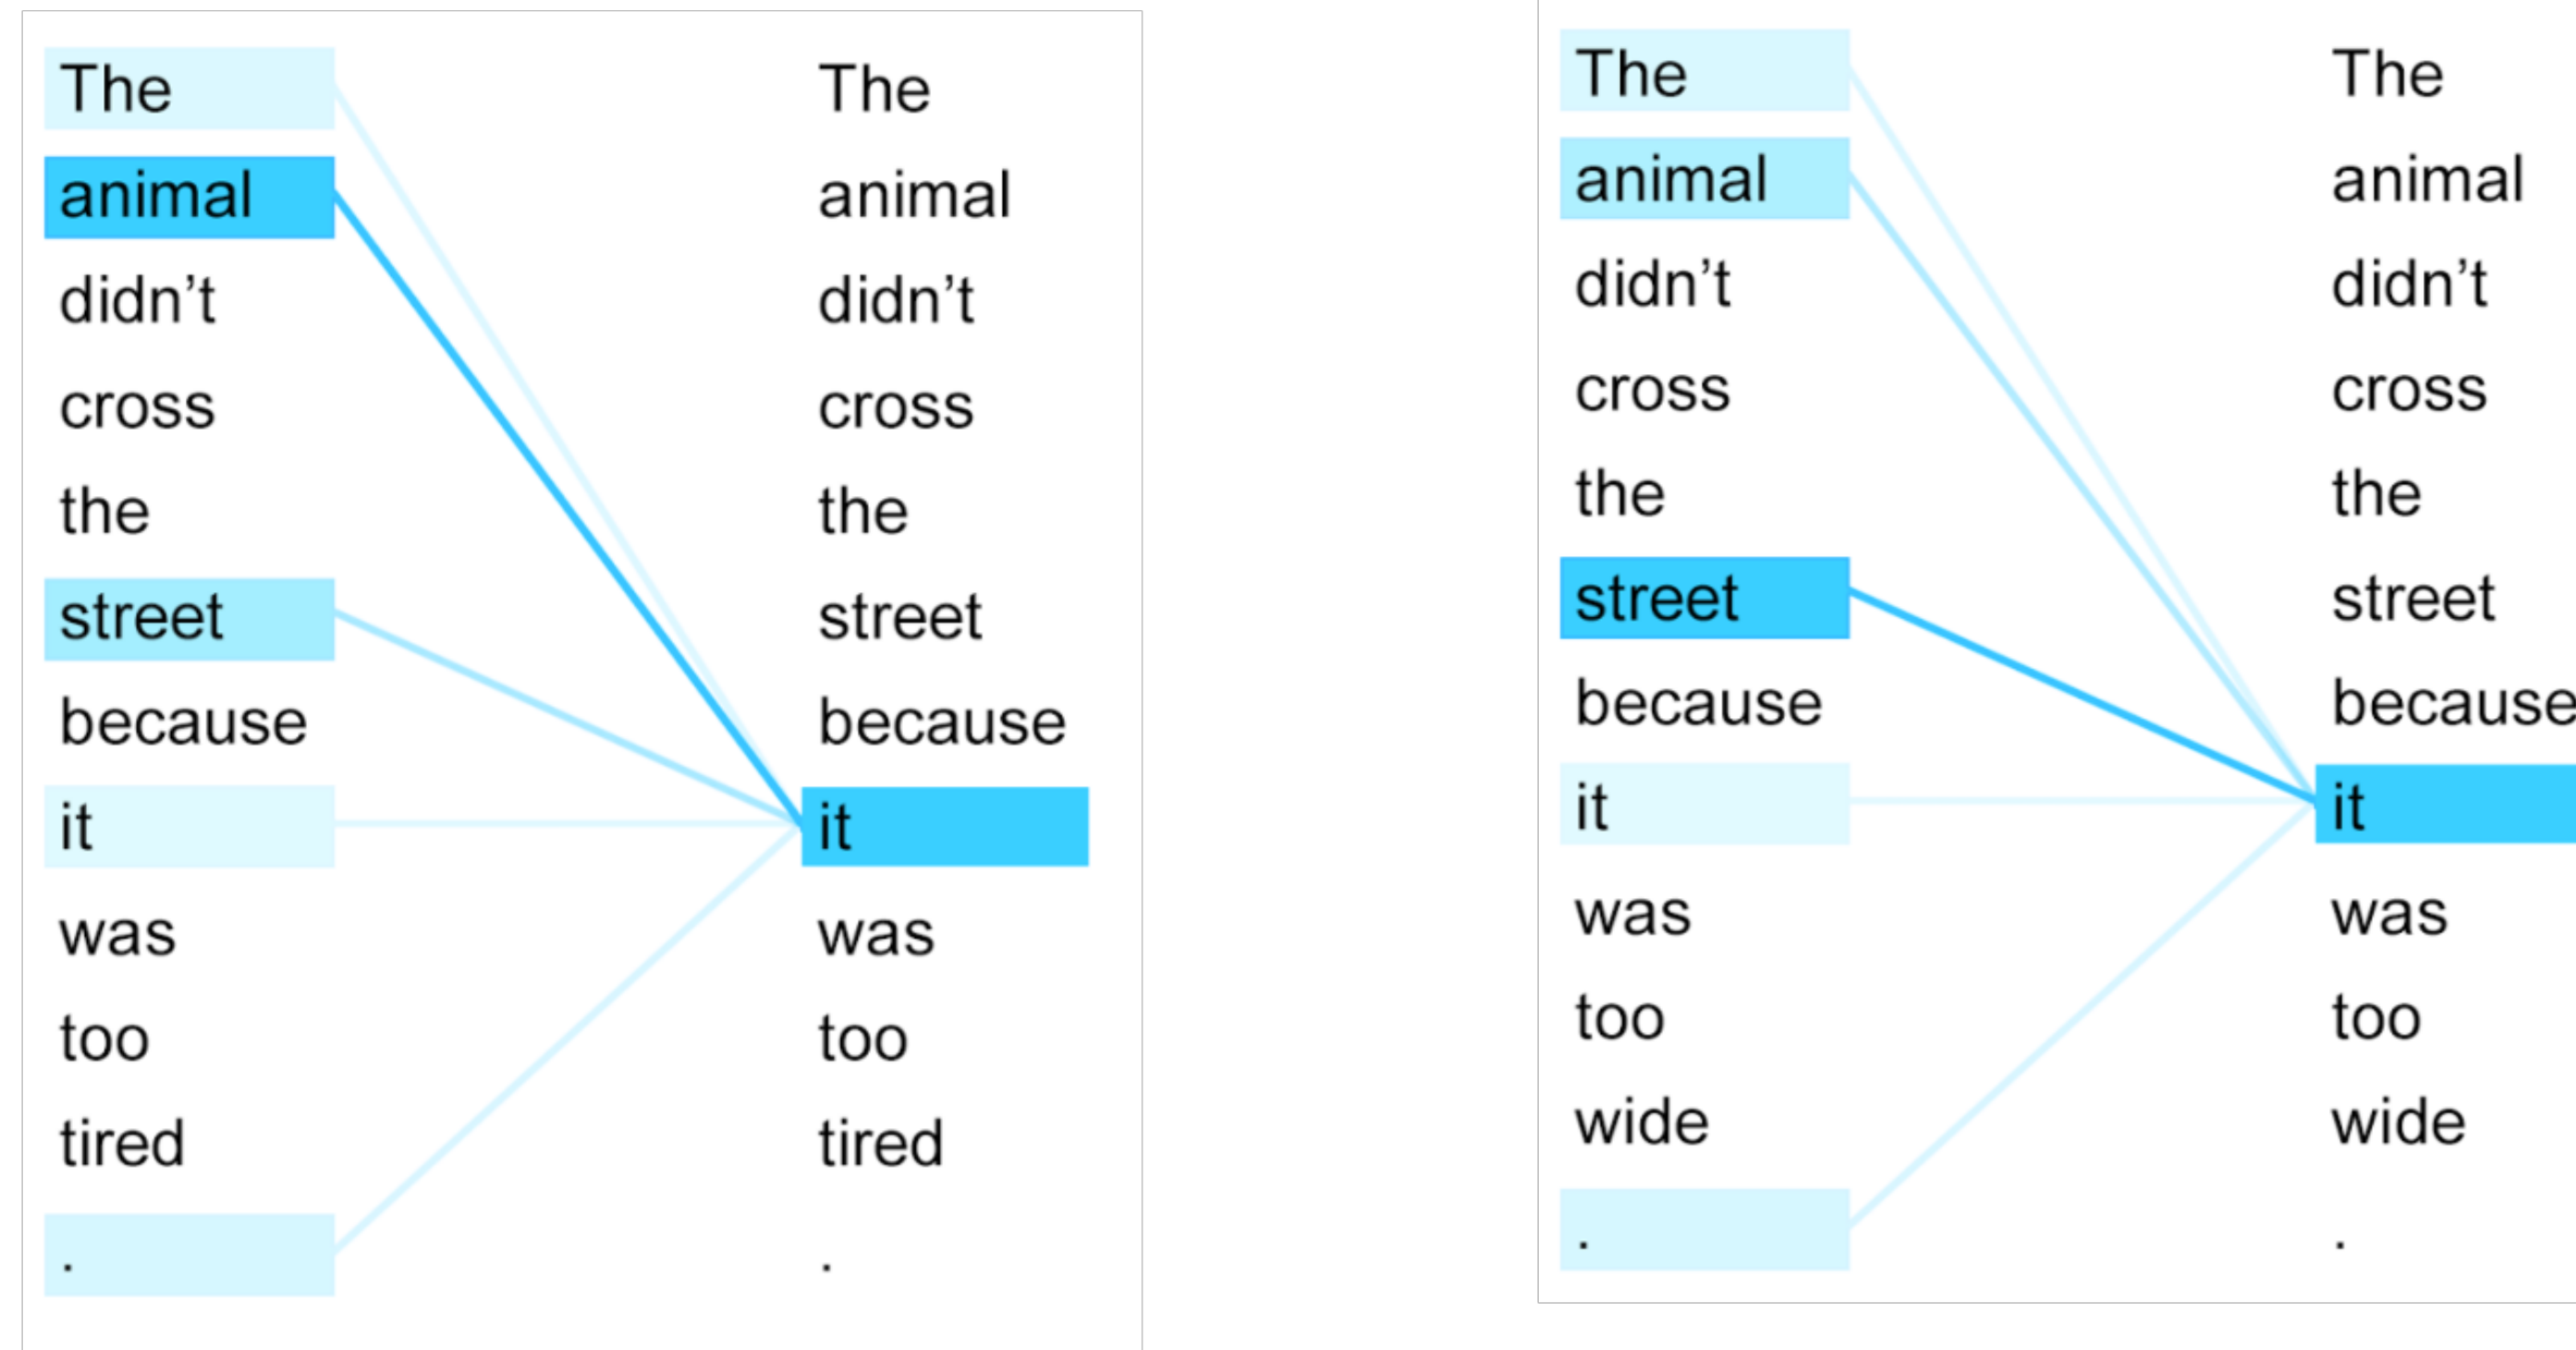 The
animal
didn’t
cross
the
street
because
it
was
too
tired
.
The
animal
didn’t
cross
the
street
because
it
was
too
tired
.
The
animal
didn’t
cross
the
street
because
it
was
too
wide
.
The
animal
didn’t
cross
the
street
because
it
was
too
wide
.